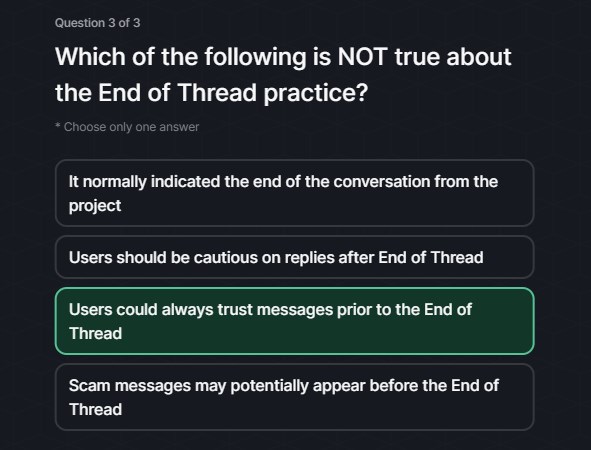 Question 3 of 3
Which of the following is NOT true about
the End of Thread practice?
* Choose only one answer
It normally indicated the end of the conversation from the
project
Users should be cautious on replies after End of Thread
Users could always trust messages prior to the End of
Thread
Scam messages may potentially appear before the End of
Thread